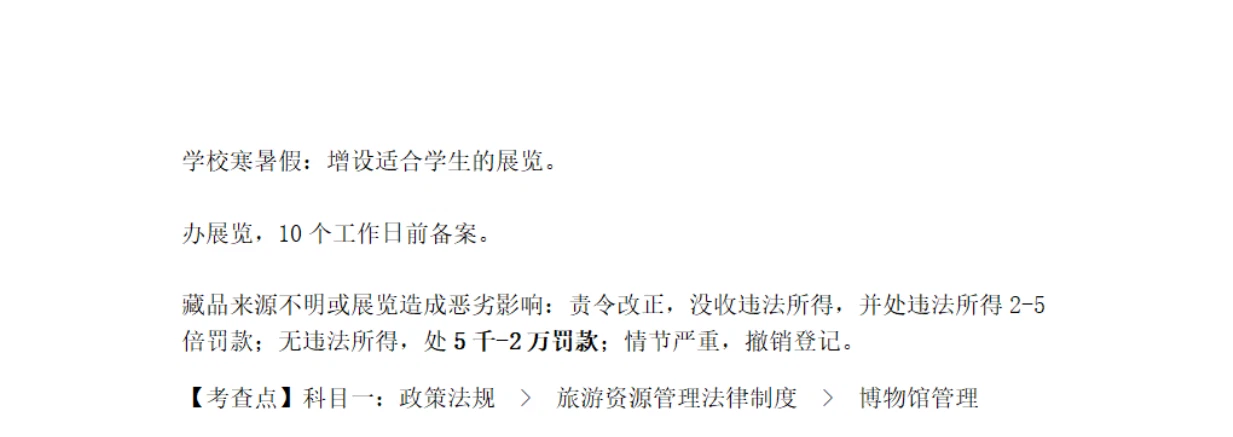 学校寒暑假：增设适合学生的展览。
办展览，10 个工作日前备案。
藏品来源不明或展览造成恶劣影响：责令改正，没收违法所得，并处违法所得 2-5
倍罚款；无违法所得，处 5 千-2 万罚款；情节严重，撤销登记。
【考查点】科目一：政策法规 > 旅游资源管理法律制度 > 博物馆管理